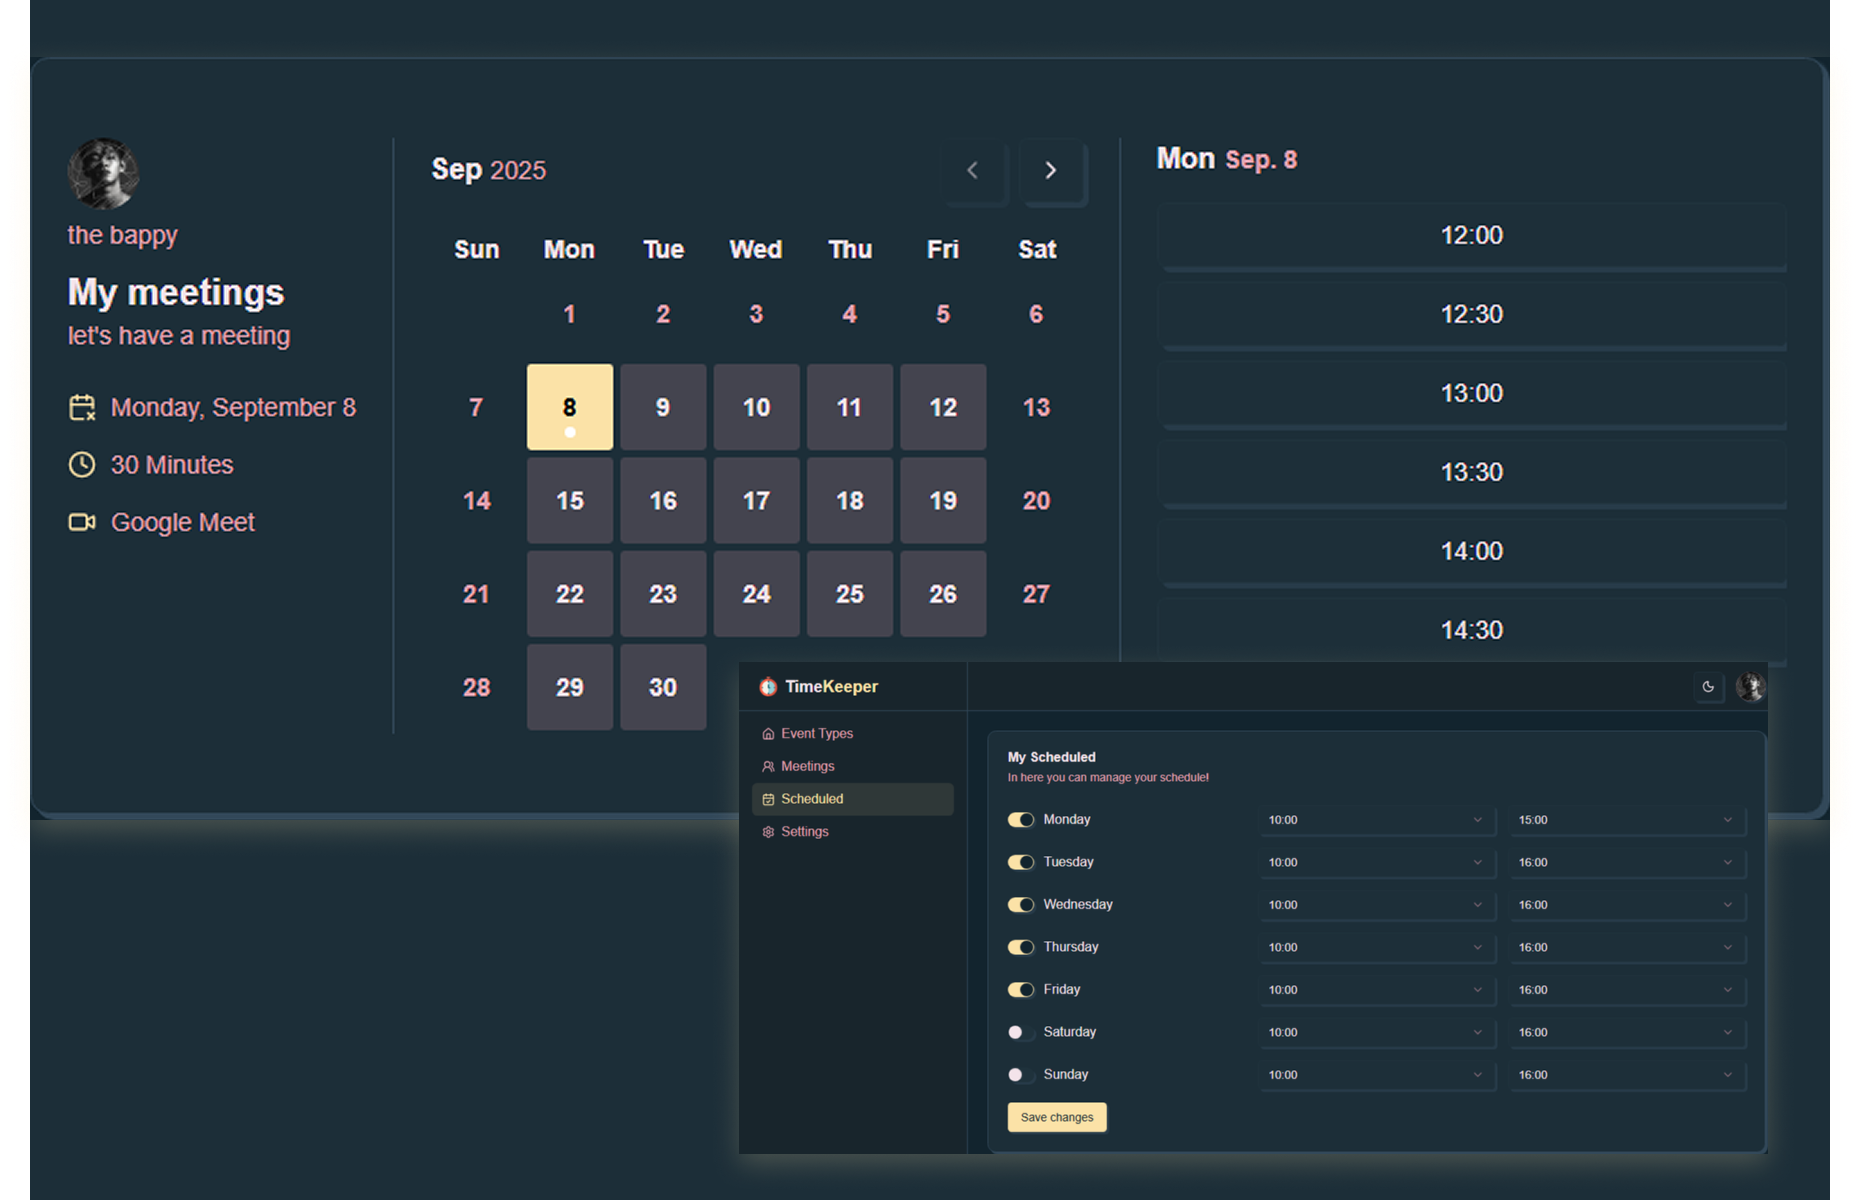 the bappy
My meetings
let's have a meeting
Monday, September 8
30 Minutes
Google Meet
Sep 2025
Sun Mon Tue Wed Thu Fri Sat
1 2 3 4 5 6
7 8 9 10 11 12 13
14 15 16 17 18 19 20
21 22 23 24 25 26 27
28 29 30
Mon Sep. 8
12:00
12:30
13:00
13:30
14:00
14:30
TimeKeeper
Event Types
Meetings
Scheduled
Settings
My Scheduled
In here you can manage your schedule!
Monday 10:00 15:00
Tuesday 10:00 16:00
Wednesday 10:00 16:00
Thursday 10:00 16:00
Friday 10:00 16:00
Saturday 10:00 16:00
Sunday 10:00 16:00
Save changes